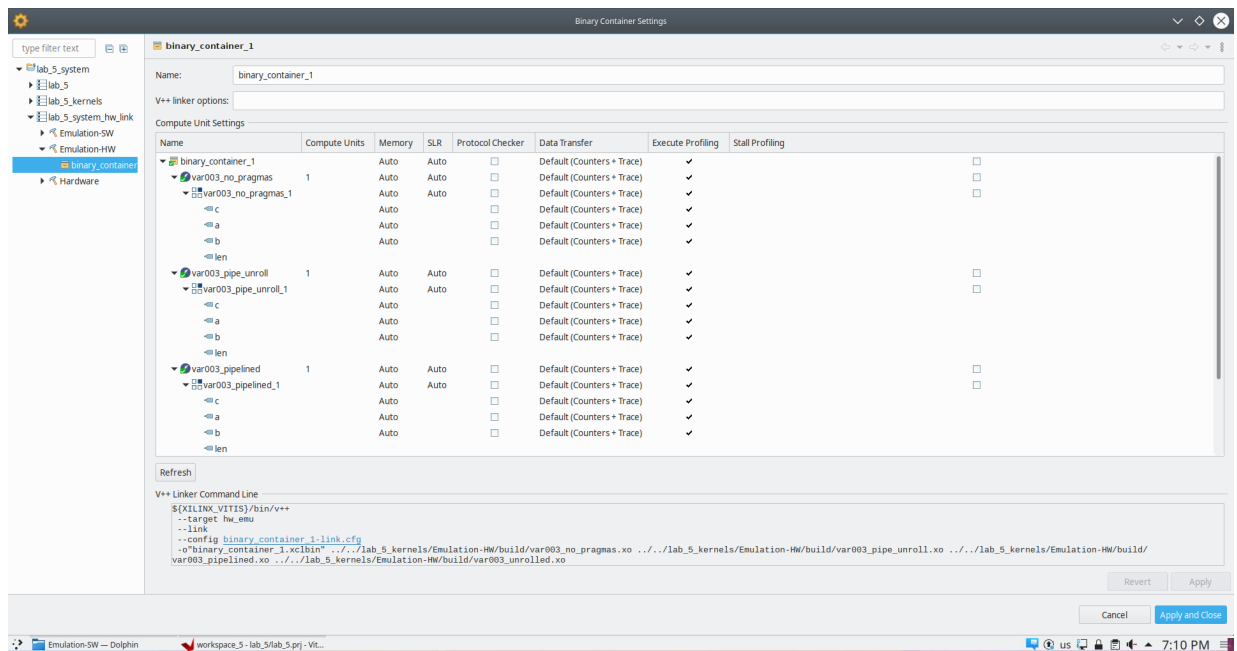 Binary Container Settings
type filter text
lab_5_system
lab_5
lab_5_kernels
lab_5_system_hw_link
Emulation-SW
Emulation-HW
binary_container
Hardware
binary_container_1
Name: binary_container_1
V++ linker options:
Compute Unit Settings
Name Compute Units Memory SLR Protocol Checker Data Transfer Execute Profiling Stall Profiling
binary_container_1 Auto Auto Default (Counters + Trace)
var003_no_pragmas 1 Auto Auto Default (Counters + Trace)
var003_no_pragmas_1 Auto Auto Default (Counters + Trace)
c Auto Default (Counters + Trace)
a Auto Default (Counters + Trace)
b Auto Default (Counters + Trace)
len
var003_pipe_unroll 1 Auto Auto Default (Counters + Trace)
var003_pipe_unroll_1 Auto Auto Default (Counters + Trace)
c Auto Default (Counters + Trace)
a Auto Default (Counters + Trace)
b Auto Default (Counters + Trace)
len
var003_pipelined 1 Auto Auto Default (Counters + Trace)
var003_pipelined_1 Auto Auto Default (Counters + Trace)
c Auto Default (Counters + Trace)
a Auto Default (Counters + Trace)
b Auto Default (Counters + Trace)
len
Refresh
V++ Linker Command Line
${XILINX_VITIS}/bin/v++
--target hw_emu
--link
--config binary_container_1-link.cfg
-o"binary_container_1.xclbin" ../../lab_5_kernels/Emulation-HW/build/var003_no_pragmas.xo ../../lab_5_kernels/Emulation-HW/build/var003_pipe_unroll.xo ../../lab_5_kernels/Emulation-HW/build/
var003_pipelined.xo ../../lab_5_kernels/Emulation-HW/build/var003_unrolled.xo
Revert Apply
Cancel Apply and Close
Emulation-SW — Dolphin workspace_5 - lab_5/lab_5.prj - Vit... us 7:10 PM